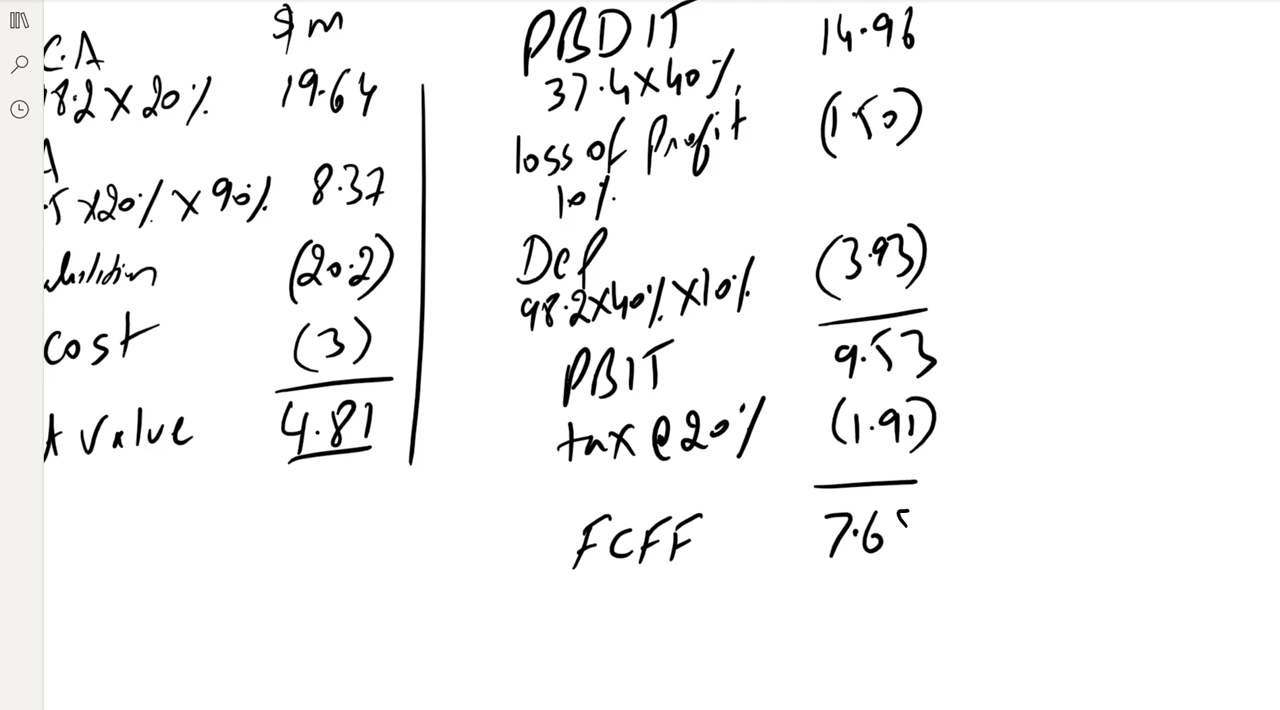 $m
C.A
8.2 X 20% 19.64
A
.5 X 20% X 90% 8.37
(20.2)
Cost (3)
A Value 4.81
PBDIT 14.96
37.4 X 40%
loss of Profit (1.50)
10%
Dep (3.93)
98.2 X 40% X 10%
PBIT 9.53
tax @ 20% (1.91)
FCFF 7.6